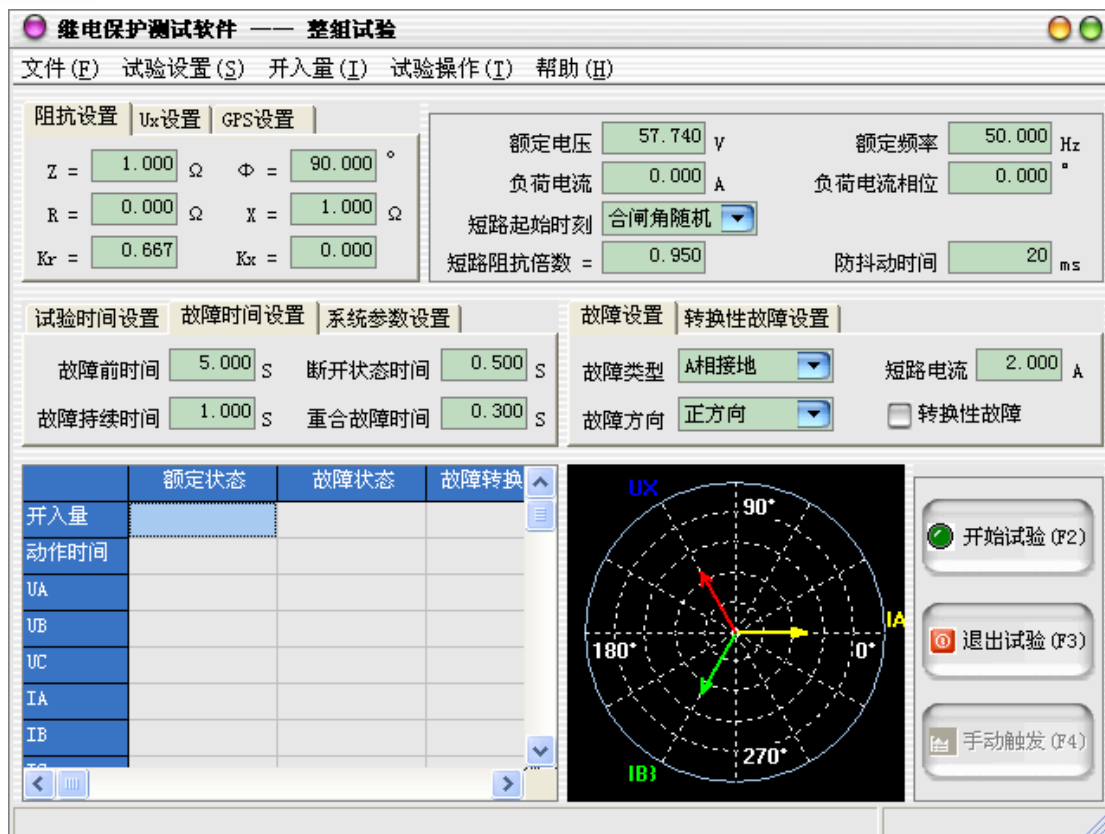 继电保护测试软件 —— 整组试验
文件(F) 试验设置(S) 开入量(I) 试验操作(T) 帮助(H)
阻抗设置 Ux设置 GPS设置
Z = 1.000 Ω Φ = 90.000 °
R = 0.000 Ω X = 1.000 Ω
Kr = 0.667 Kx = 0.000
额定电压 57.740 V 额定频率 50.000 Hz
负荷电流 0.000 A 负荷电流相位 0.000 °
短路起始时刻 合闸角随机
短路阻抗倍数 = 0.950 防抖动时间 20 ms
试验时间设置 故障时间设置 系统参数设置
故障前时间 5.000 S 断开状态时间 0.500 S
故障持续时间 1.000 S 重合故障时间 0.300 S
故障设置 转换性故障设置
故障类型 A相接地 短路电流 2.000 A
故障方向 正方向 转换性故障
额定状态 故障状态 故障转换
开入量
动作时间
UA
UB
UC
IA
IB
UX
90°
IA
180°
0°
270°
IB
开始试验(F2)
退出试验(F3)
手动触发(F4)